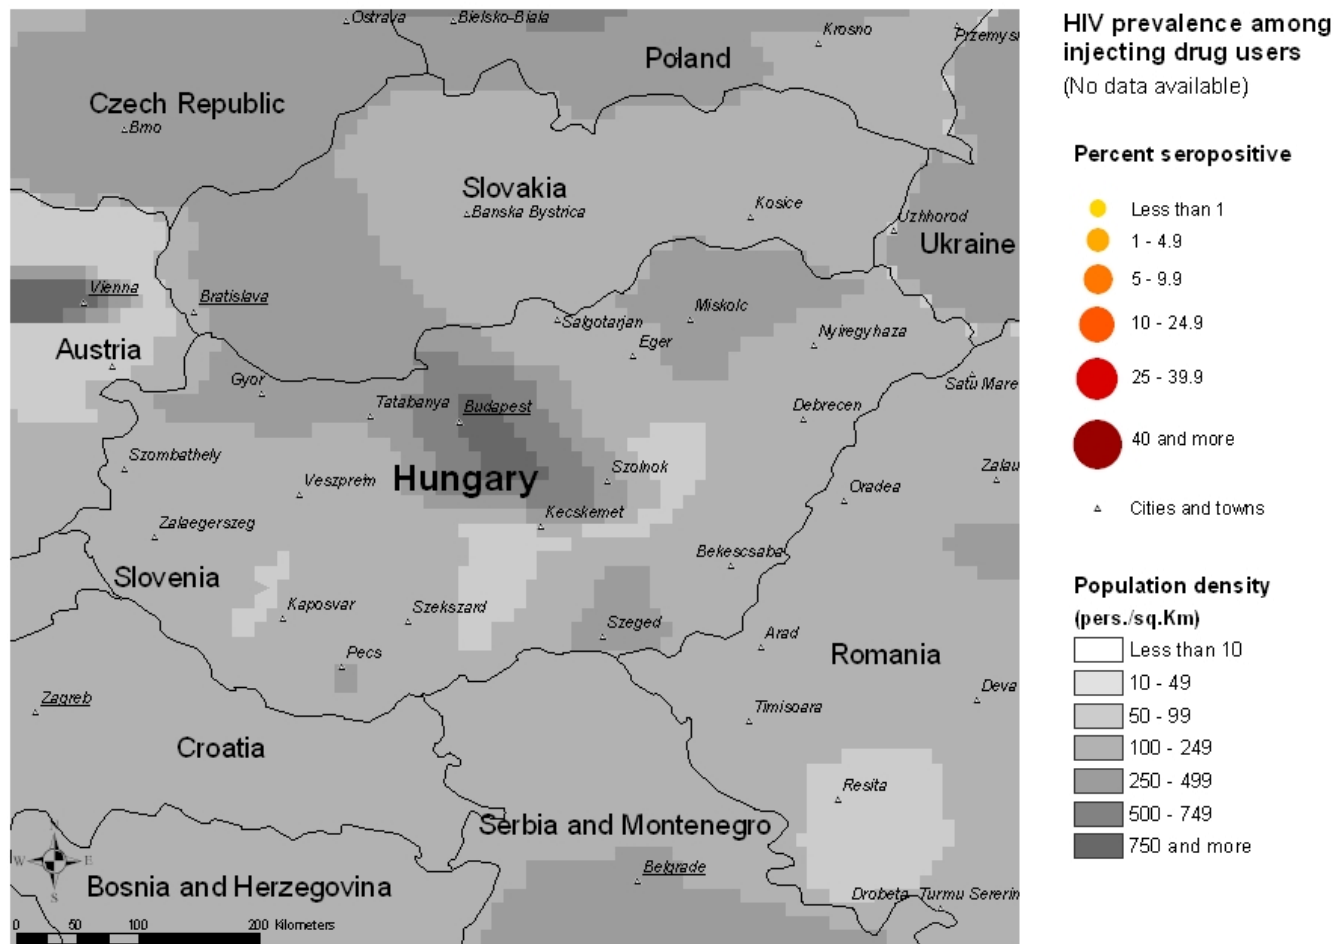 Ostrava
Bielsko-Biala
Krosno
Przemysl
Poland
Czech Republic
Brno
Slovakia
Banska Bystrica
Kosice
Uzhhorod
Ukraine
Vienna
Bratislava
Salgotarjan
Miskolc
Nyiregyhaza
Eger
Austria
Gyor
Satu Mare
Tatabanya
Budapest
Debrecen
Szombathely
Szolnok
Zalau
Veszprem
Hungary
Oradea
Kecskemet
Zalaegerszeg
Bekescsaba
Slovenia
Kaposvar
Szekszard
Szeged
Arad
Pecs
Romania
Zagreb
Deva
Timisoara
Croatia
Resita
Serbia and Montenegro
Belgrade
Bosnia and Herzegovina
Drobeta Turmu Sererin
N
W E
S
0 50 100 200 Kilometers
HIV prevalence among
injecting drug users
(No data available)
Percent seropositive
Less than 1
1 - 4.9
5 - 9.9
10 - 24.9
25 - 39.9
40 and more
Cities and towns
Population density
(pers./sq.Km)
Less than 10
10 - 49
50 - 99
100 - 249
250 - 499
500 - 749
750 and more